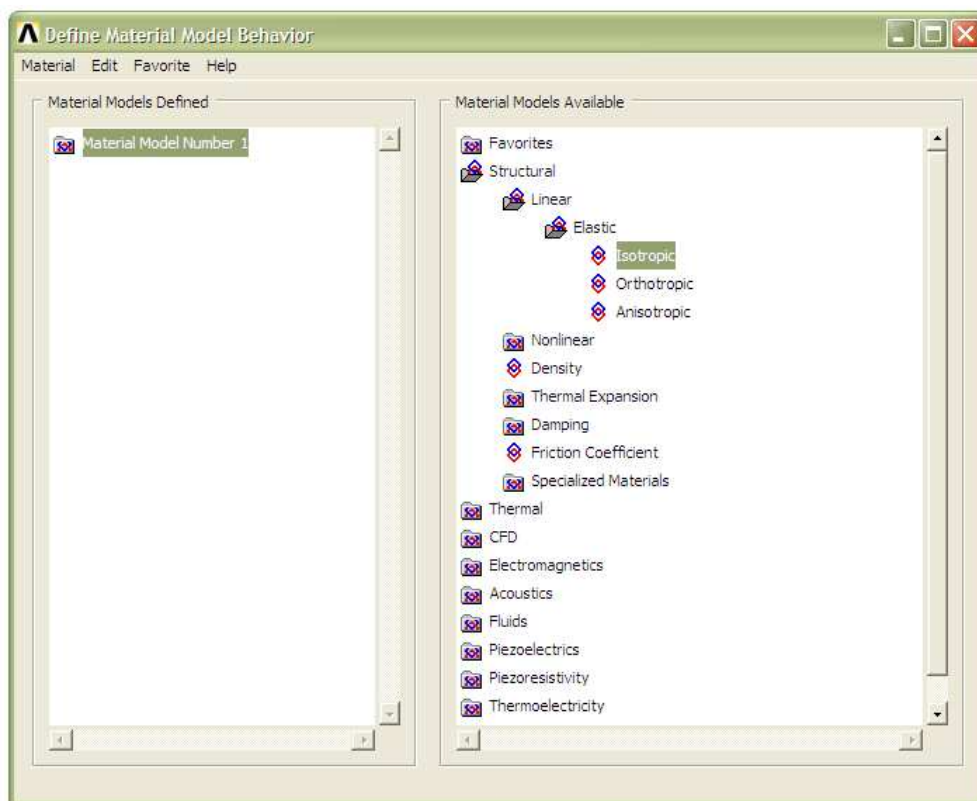 Define Material Model Behavior
Material Edit Favorite Help
Material Models Defined
Material Model Number 1
Material Models Available
Favorites
Structural
Linear
Elastic
Isotropic
Orthotropic
Anisotropic
Nonlinear
Density
Thermal Expansion
Damping
Friction Coefficient
Specialized Materials
Thermal
CFD
Electromagnetics
Acoustics
Fluids
Piezoelectrics
Piezoresistivity
Thermoelectricity